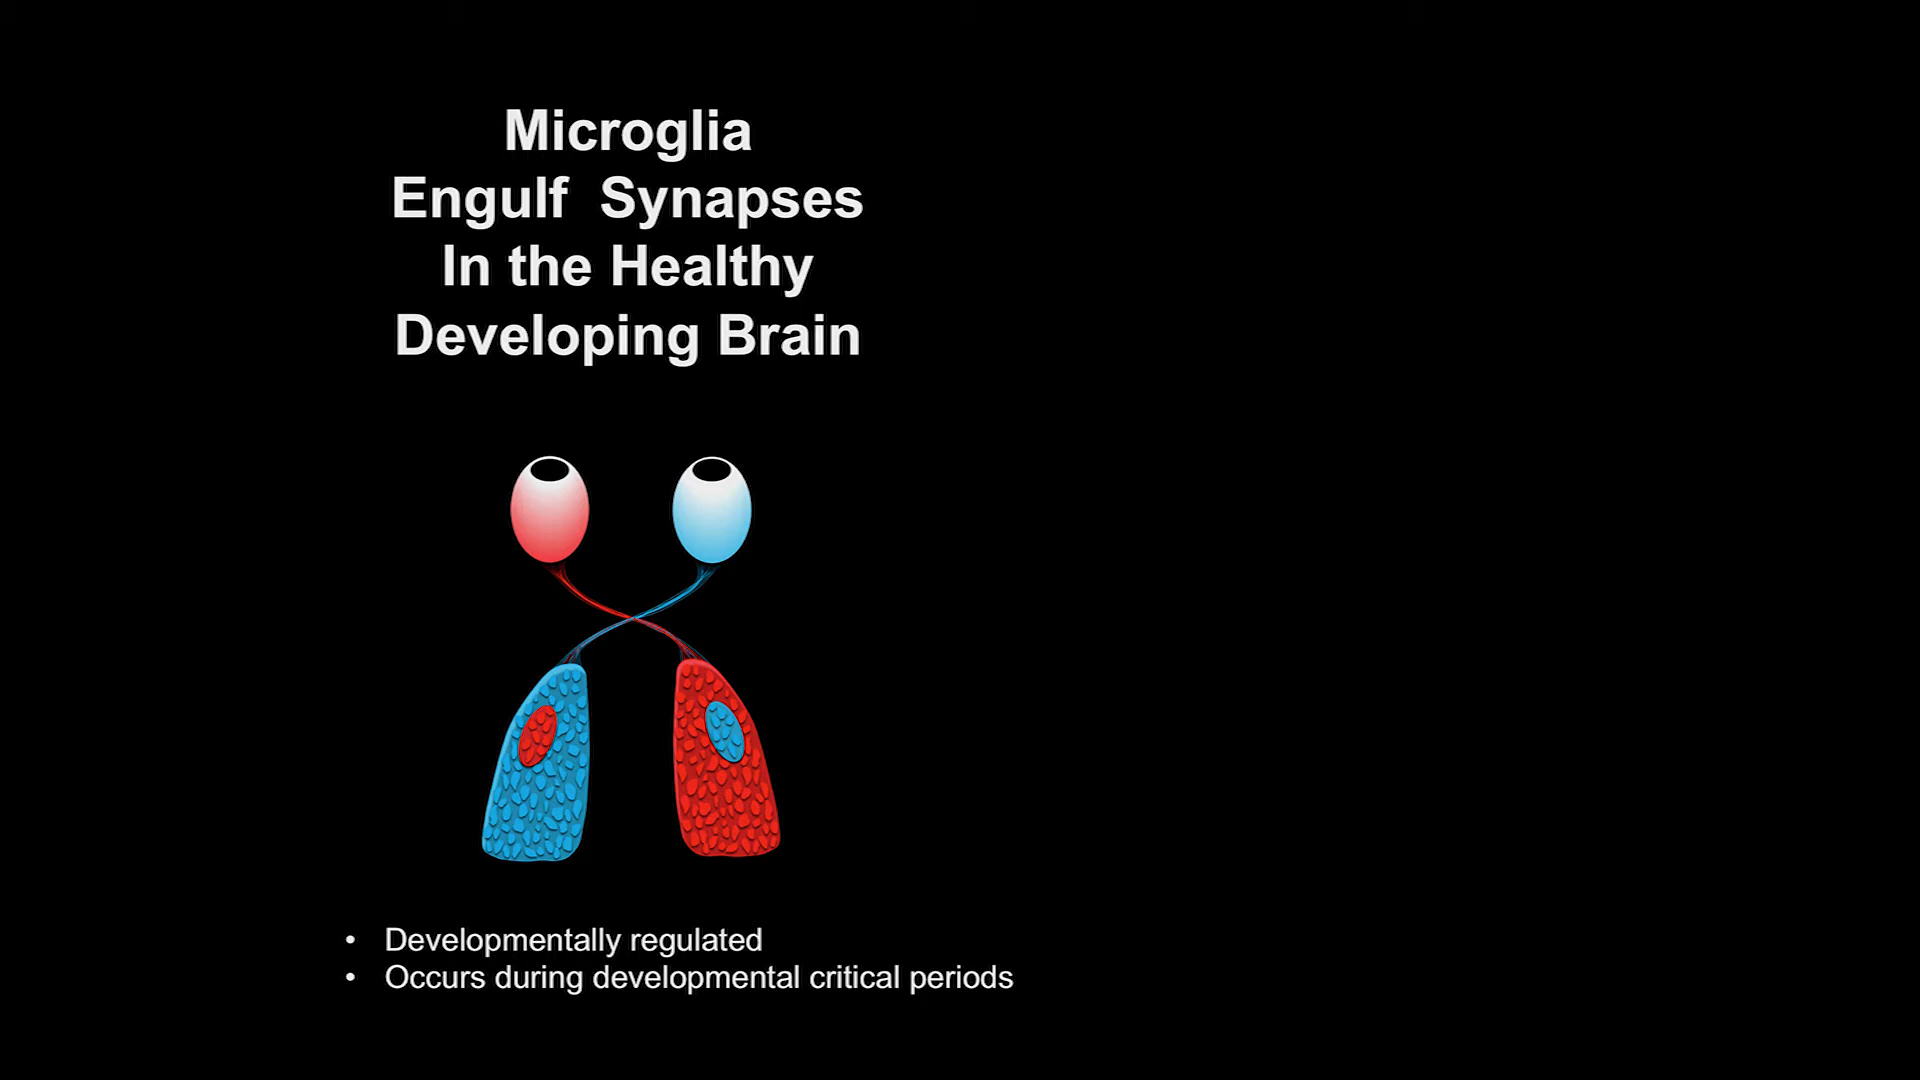 Microglia
Engulf  Synapses
In the Healthy
Developing Brain
• Developmentally regulated
• Occurs during developmental critical periods